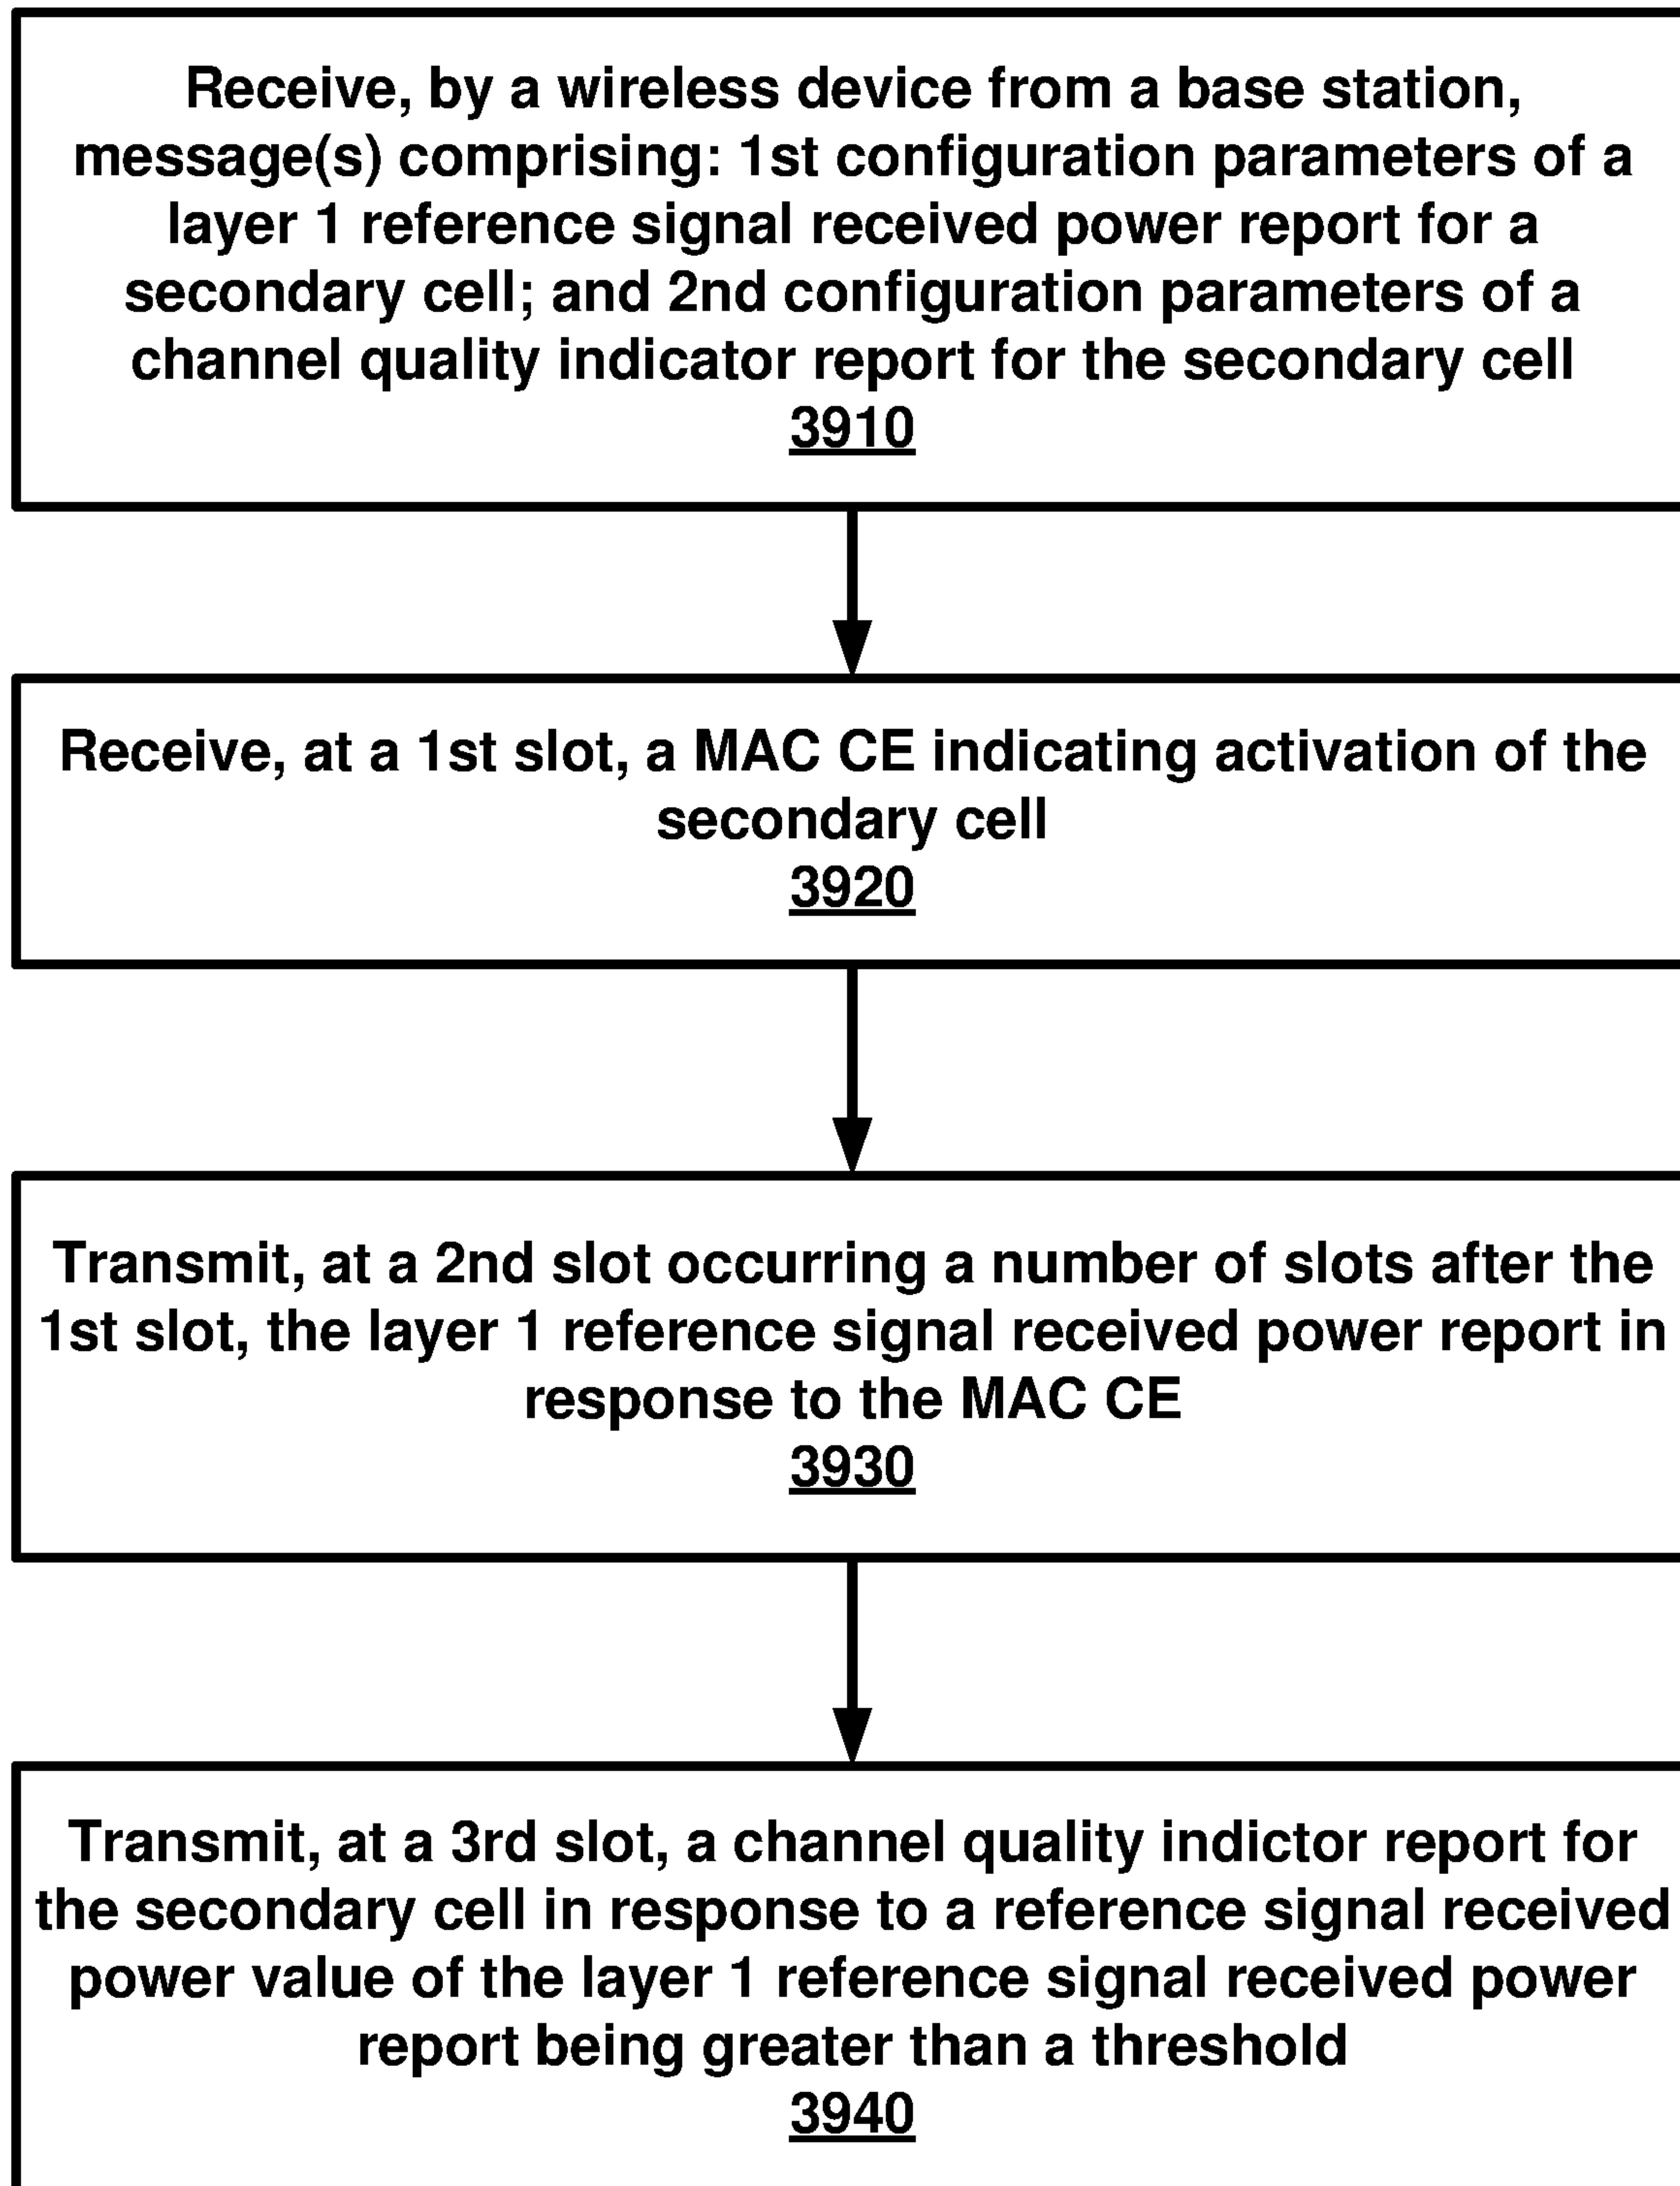 Receive, by a wireless device from a base station,
message(s) comprising: 1st configuration parameters of a
layer 1 reference signal received power report for a
secondary cell; and 2nd configuration parameters of a
channel quality indicator report for the secondary cell
3910
Receive, at a 1st slot, a MAC CE indicating activation of the
secondary cell
3920
Transmit, at a 2nd slot occurring a number of slots after the
1st slot, the layer 1 reference signal received power report in
response to the MAC CE
3930
Transmit, at a 3rd slot, a channel quality indictor report for
the secondary cell in response to a reference signal received
power value of the layer 1 reference signal received power
report being greater than a threshold
3940